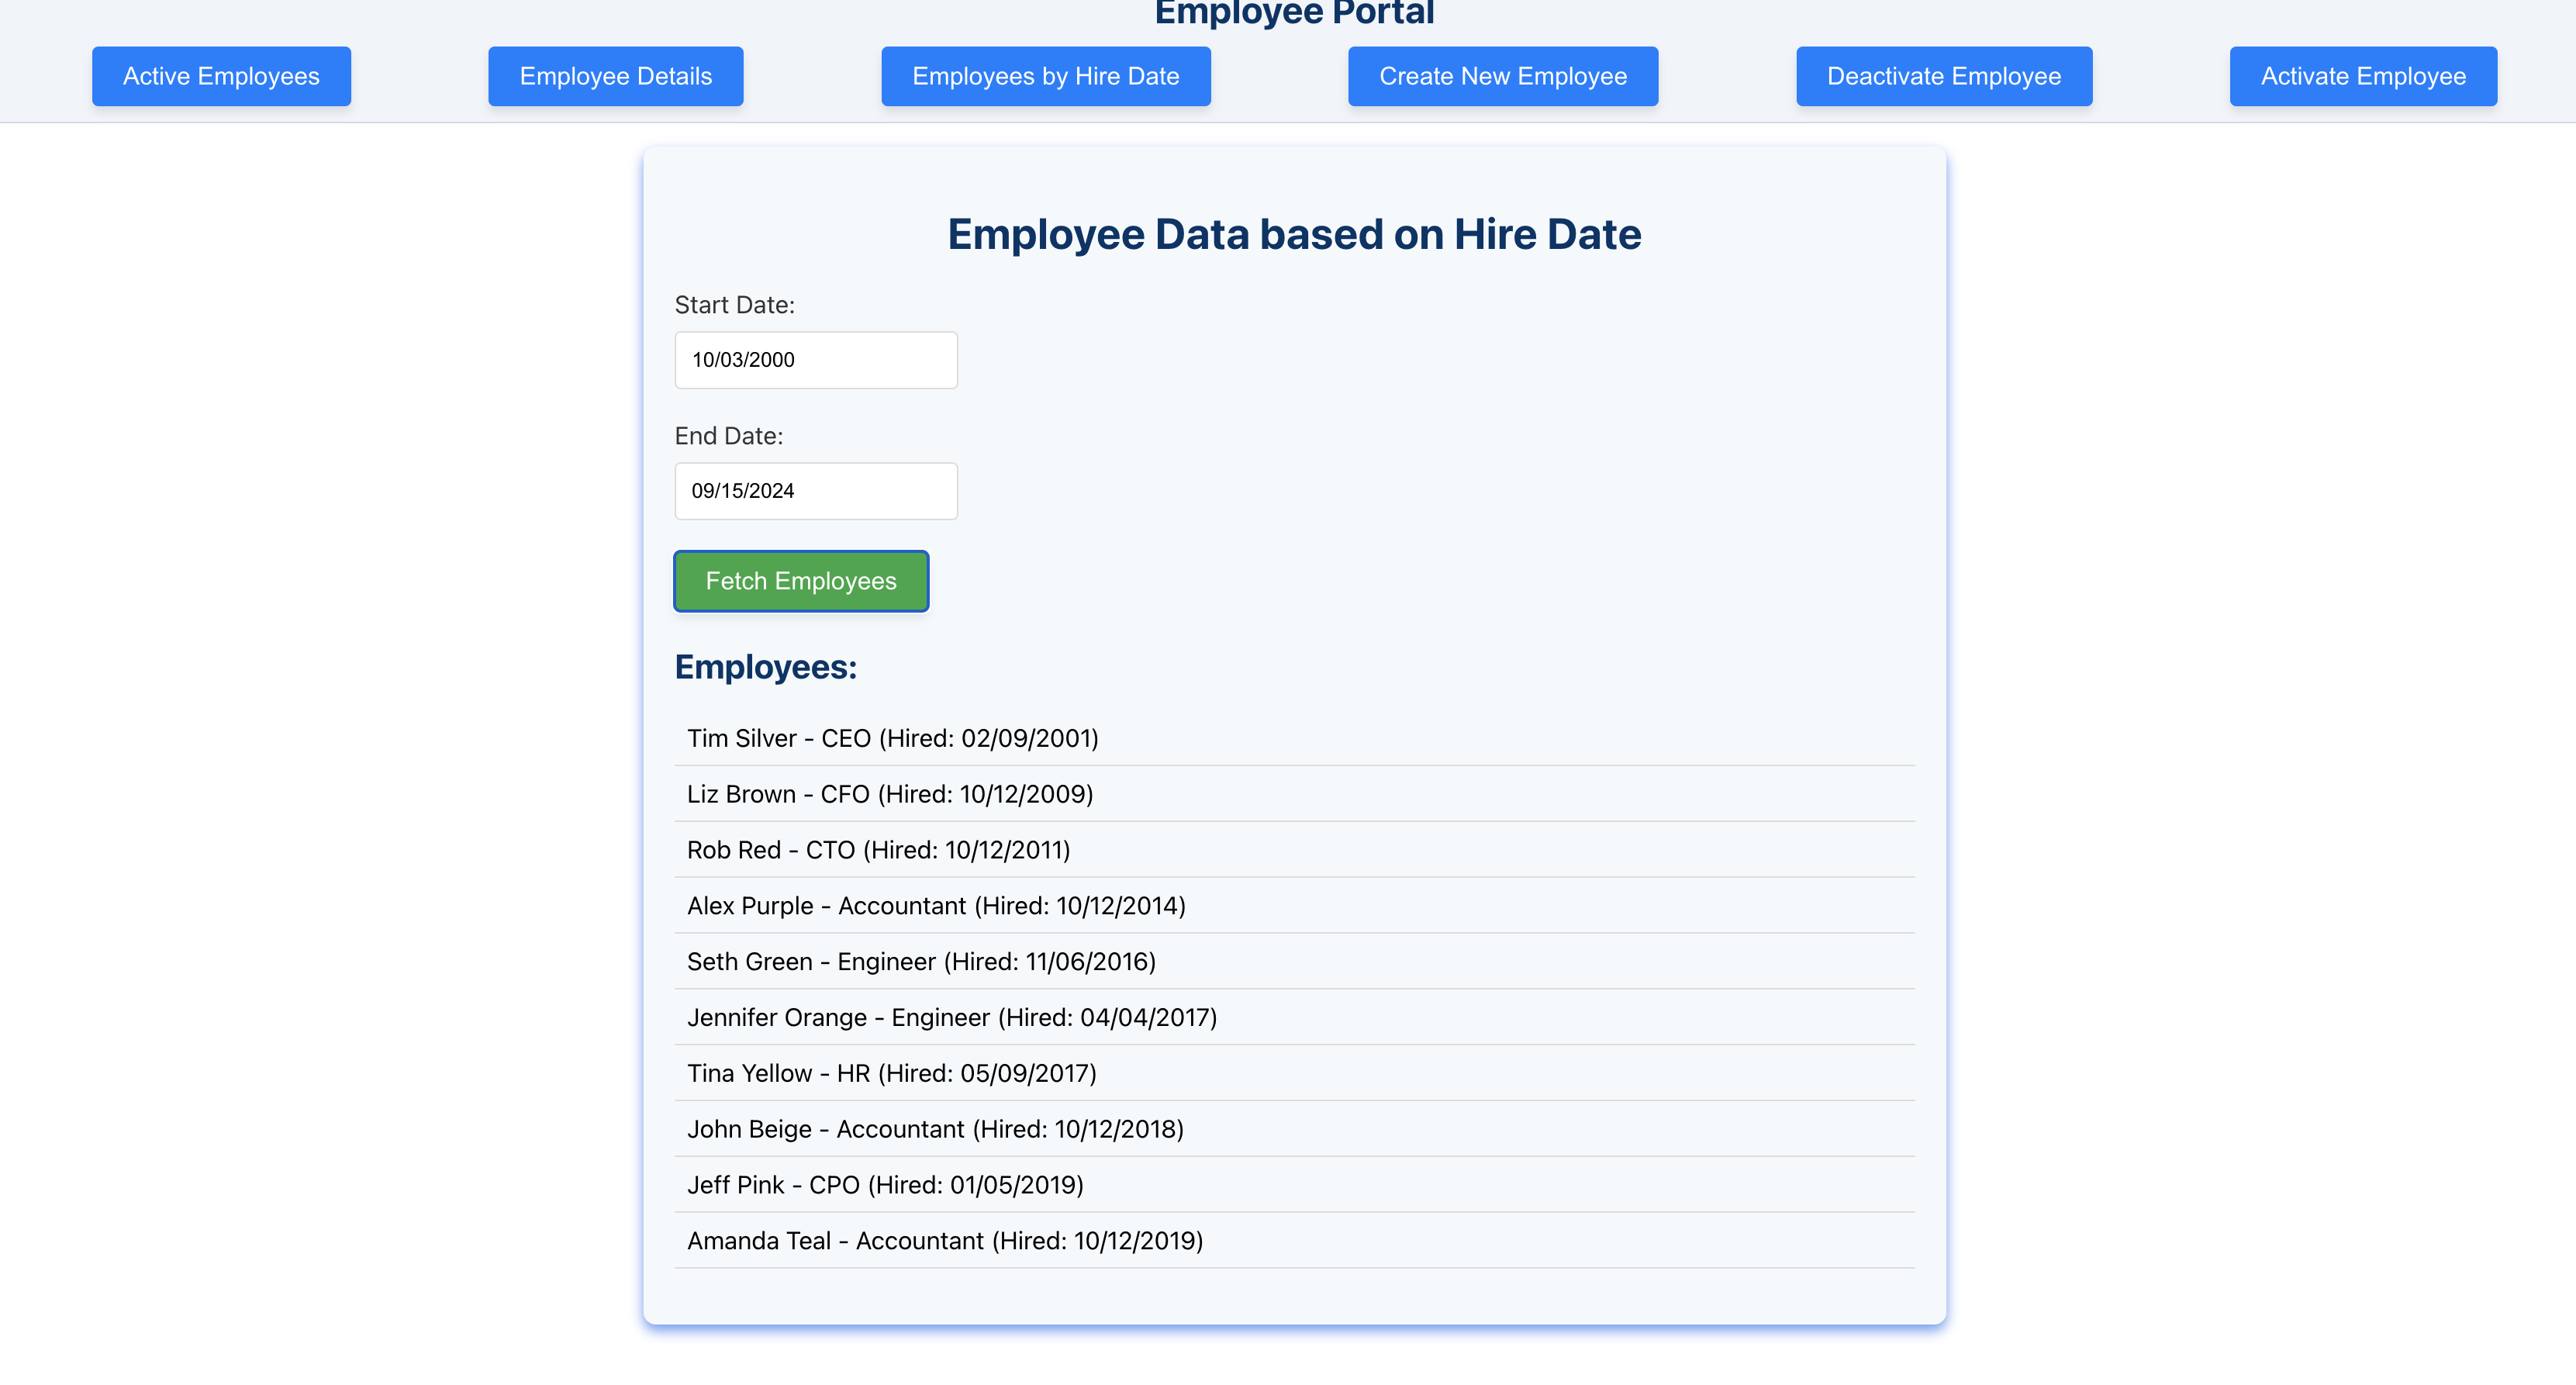 Employee Portal
Active Employees Employee Details Employees by Hire Date Create New Employee Deactivate Employee Activate Employee
Employee Data based on Hire Date
Start Date:
10/03/2000
End Date:
09/15/2024
Fetch Employees
Employees:
Tim Silver - CEO (Hired: 02/09/2001)
Liz Brown - CFO (Hired: 10/12/2009)
Rob Red - CTO (Hired: 10/12/2011)
Alex Purple - Accountant (Hired: 10/12/2014)
Seth Green - Engineer (Hired: 11/06/2016)
Jennifer Orange - Engineer (Hired: 04/04/2017)
Tina Yellow - HR (Hired: 05/09/2017)
John Beige - Accountant (Hired: 10/12/2018)
Jeff Pink - CPO (Hired: 01/05/2019)
Amanda Teal - Accountant (Hired: 10/12/2019)